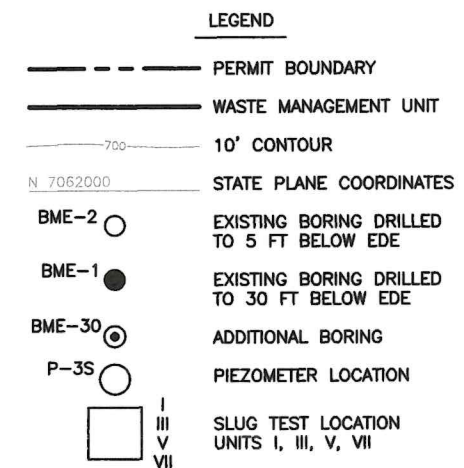 LEGEND
PERMIT BOUNDARY
WASTE MANAGEMENT UNIT
700
10' CONTOUR
N 7062000
STATE PLANE COORDINATES
BME-2
EXISTING BORING DRILLED
TO 5 FT BELOW EDE
BME-1
EXISTING BORING DRILLED
TO 30 FT BELOW EDE
BME-30
ADDITIONAL BORING
P-3S
PIEZOMETER LOCATION
I
III
V
VII
SLUG TEST LOCATION
UNITS I, III, V, VII